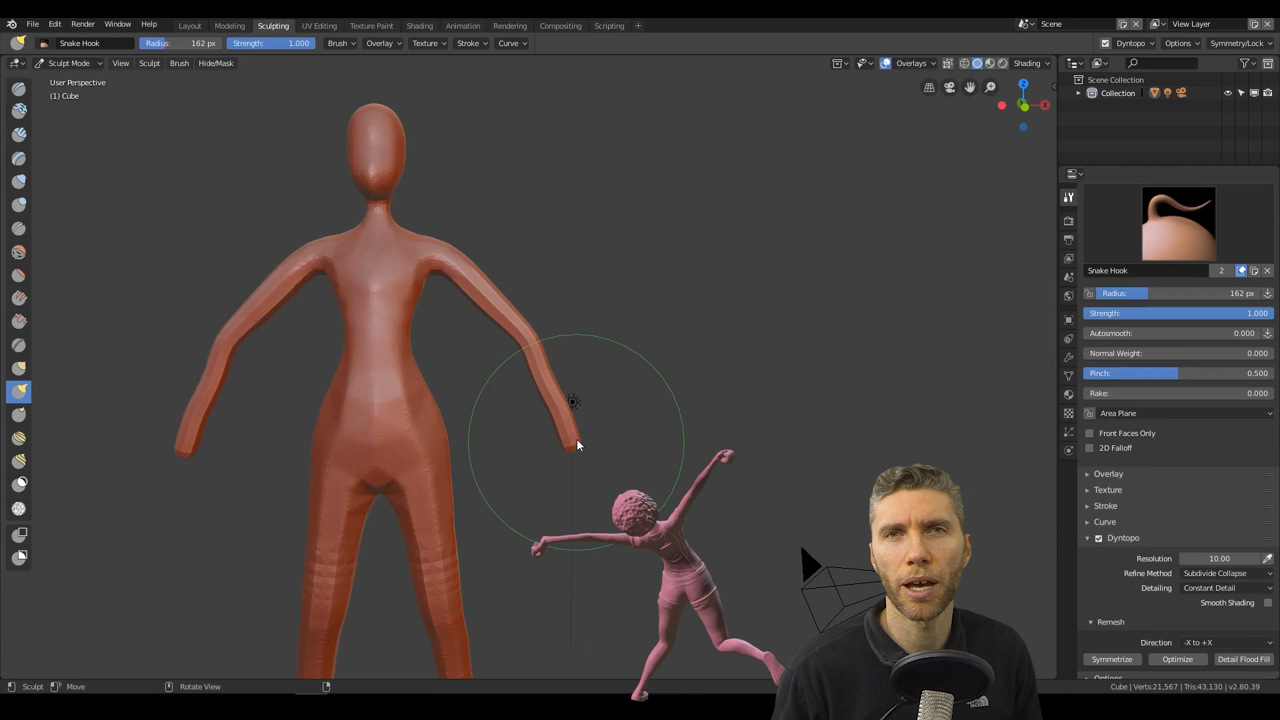 File Edit Render Window Help Layout Modeling Sculpting UV Editing Texture Paint Shading Animation Rendering Compositing Scripting + Scene View Layer
Snake Hook Radius: 162 px Strength: 1.000 Brush Overlay Texture Stroke Curve Dyntopo Options Symmetry/Lock
Sculpt Mode View Sculpt Brush Hide/Mask Overlays Shading
User Perspective
(1) Cube
Z
X
Scene Collection
Collection
Snake Hook 2
Radius: 162 px
Strength: 1.000
Autosmooth: 0.000
Normal Weight: 0.000
Pinch: 0.500
Rake: 0.000
Area Plane
Front Faces Only
2D Falloff
Overlay
Texture
Stroke
Curve
Dyntopo
Resolution 10.00
Refine Method Subdivide Collapse
Detailing Constant Detail
Smooth Shading
Remesh
Direction -X to +X
Symmetrize Optimize Detail Flood Fill
Options
Sculpt Move Rotate View Cube | Verts:21,567 | Tris:43,130 | v2.80.39